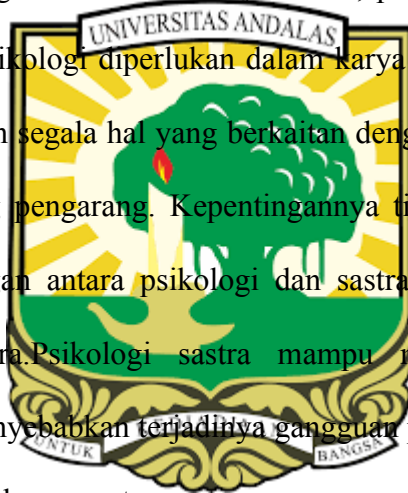 UNIVERSITAS ANDALAS
ikologi diperlukan dalam karya
n segala hal yang berkaitan deng
pengarang. Kepentingannya ti
an antara psikologi dan sastra
ra.Psikologi sastra mampu
nyebabkan terjadinya gangguan
UNTUK BANGSA